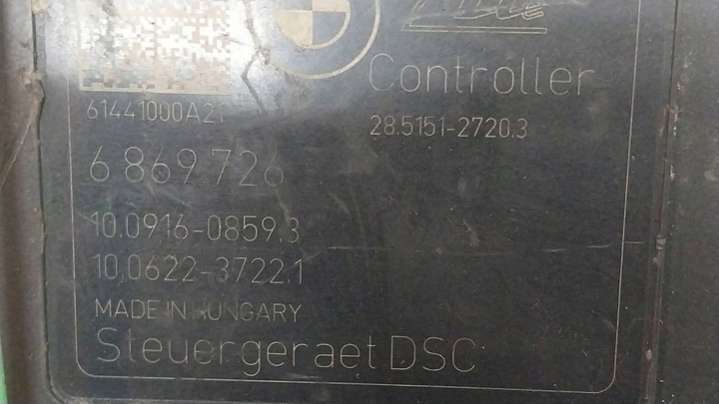 Controller
61441000A21
28.5151-2720.3
6 869 726
10.0916-0859.3
10.0622-3722.1
MADE IN HUNGARY
Steuergeraet DSC